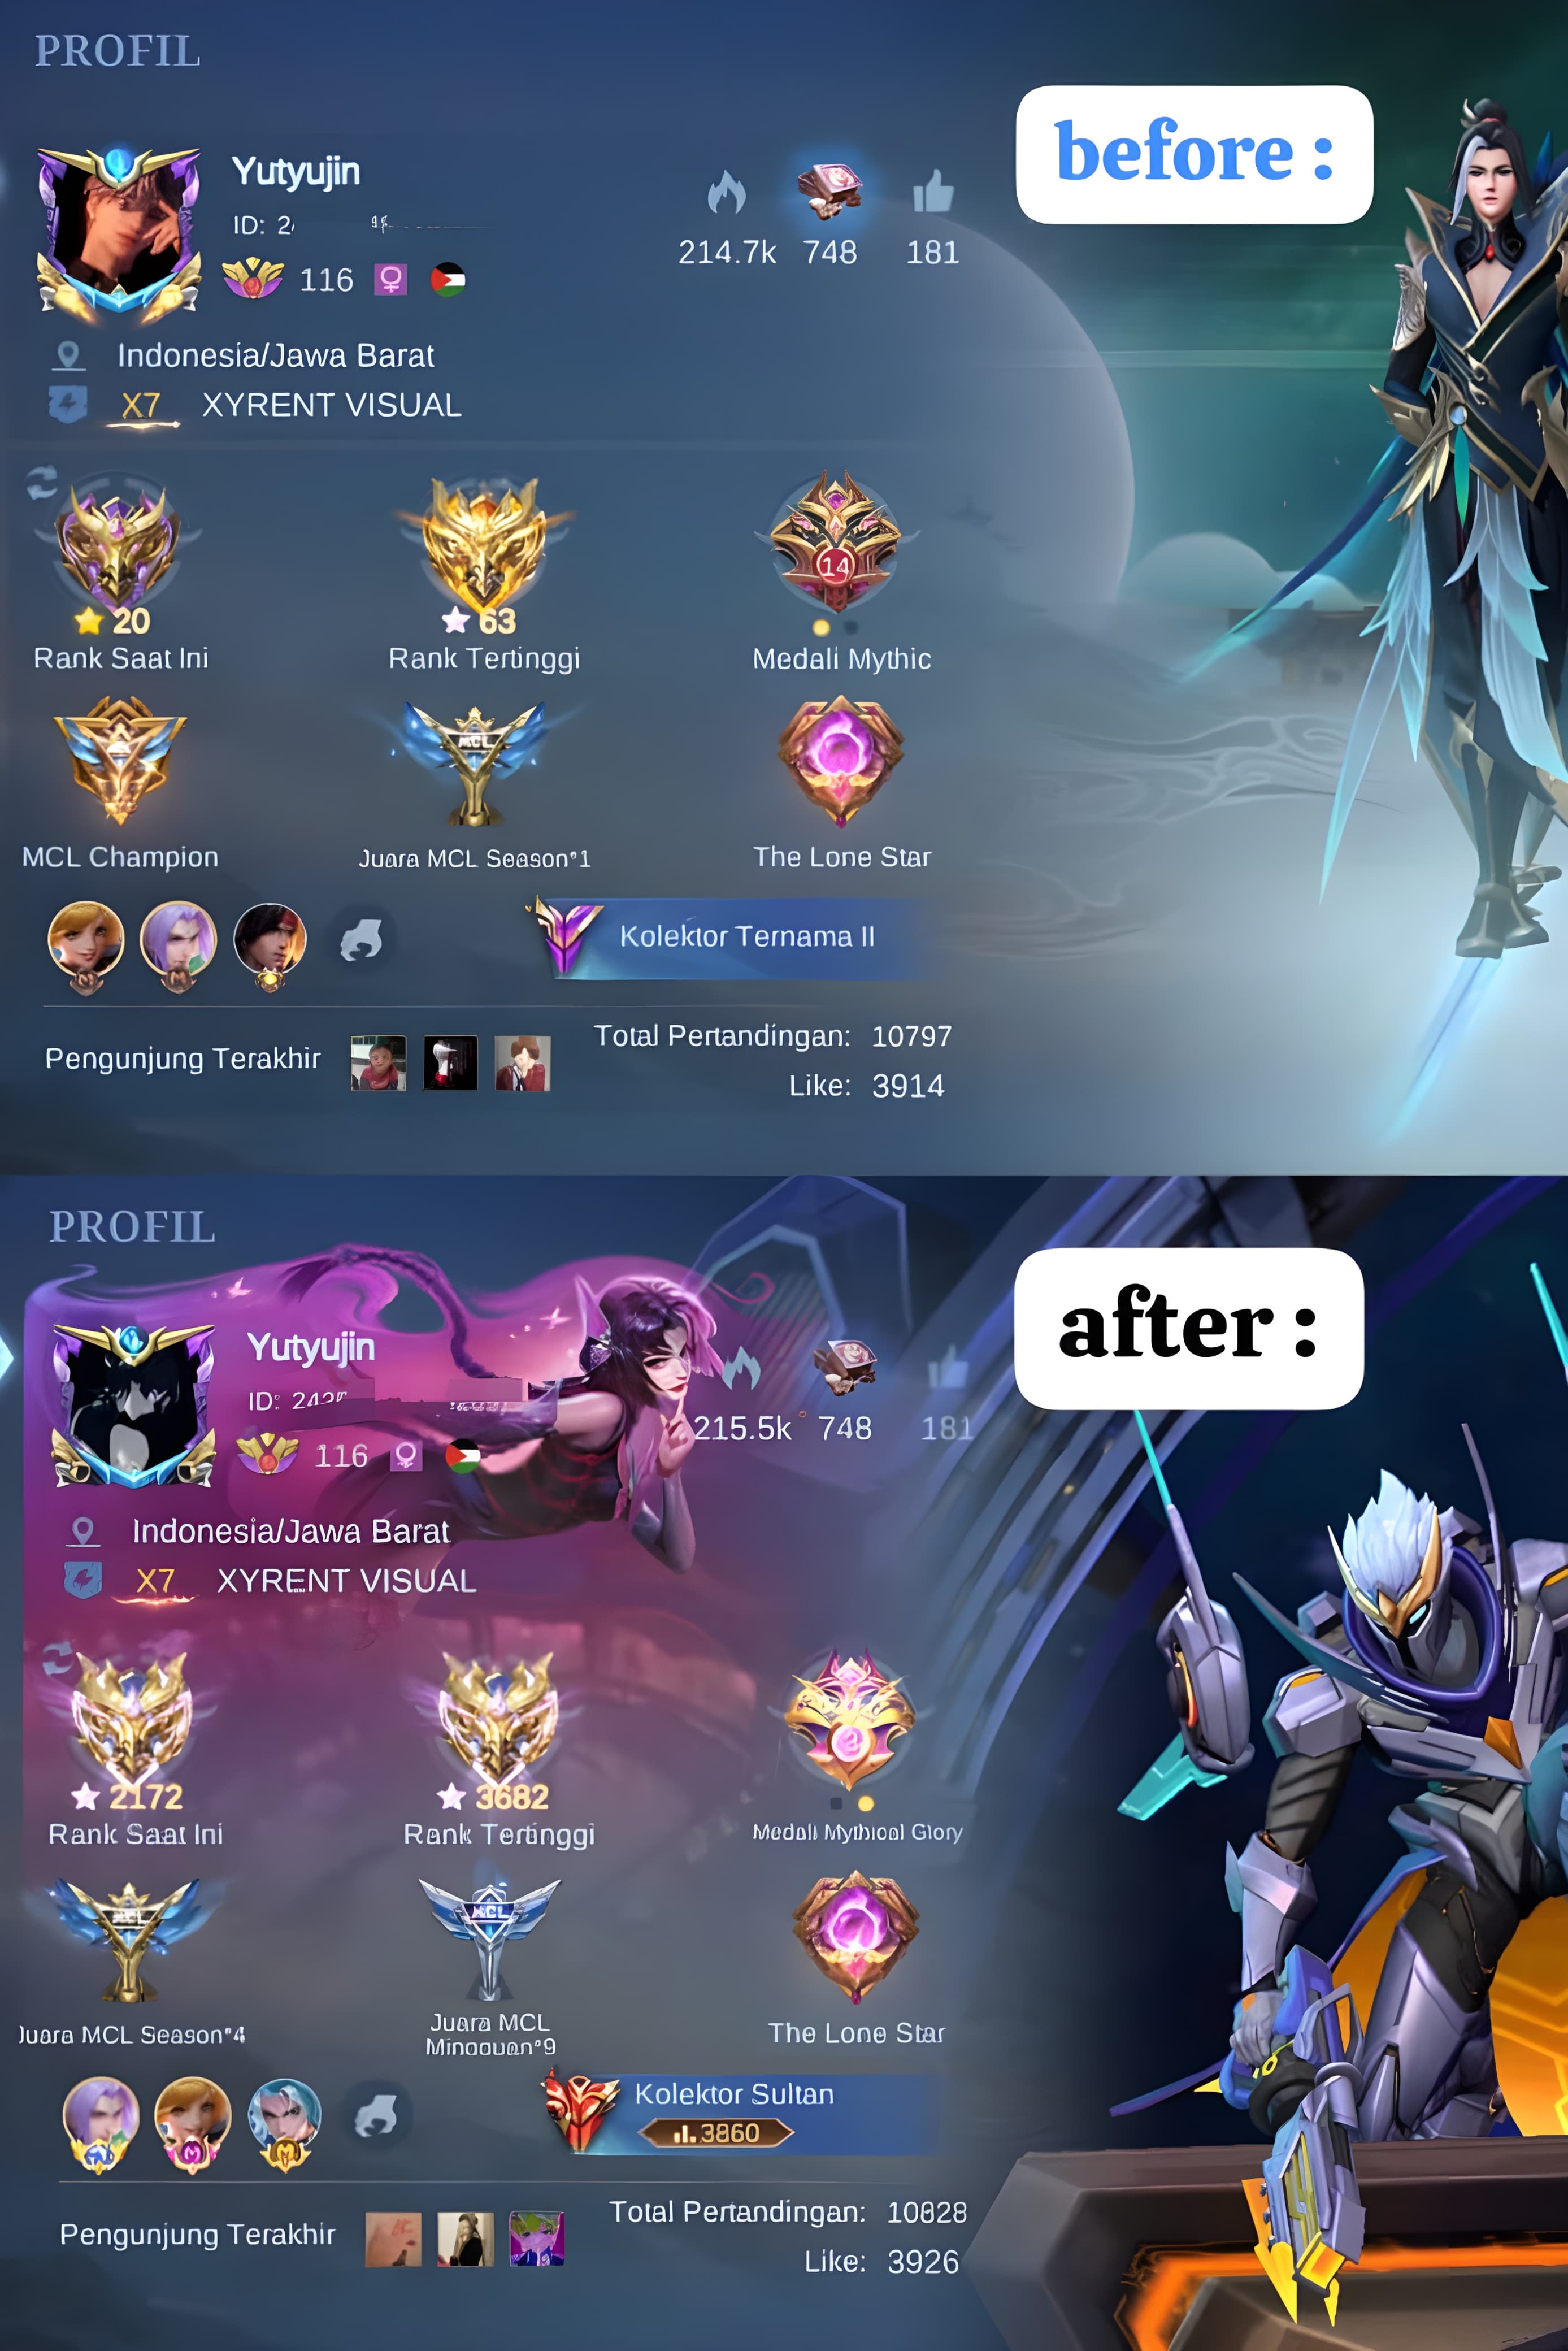 PROFIL
before :
Yutyujin
ID: 2
214.7k 748 181
116
Indonesia/Jawa Barat
X7 XYRENT VISUAL
14
20 63
Rank Saat Ini Rank Tertinggi Medali Mythic
MCL
MCL Champion Juara MCL Season*1 The Lone Star
Kolektor Ternama II
Pengunjung Terakhir
Total Pertandingan: 10797
Like: 3914
PROFIL
after :
Yutyujin
ID: 242
215.5k 748 181
116
Indonesia/Jawa Barat
X7 XYRENT VISUAL
3
2172 3682
Rank Saat Ini Rank Tertinggi Medali Mythical Glory
MCL MCL
Juara MCL Season*4 Juara MCL The Lone Star
Kolektor Sultan
3860
Pengunjung Terakhir
Total Pertandingan: 10828
Like: 3926